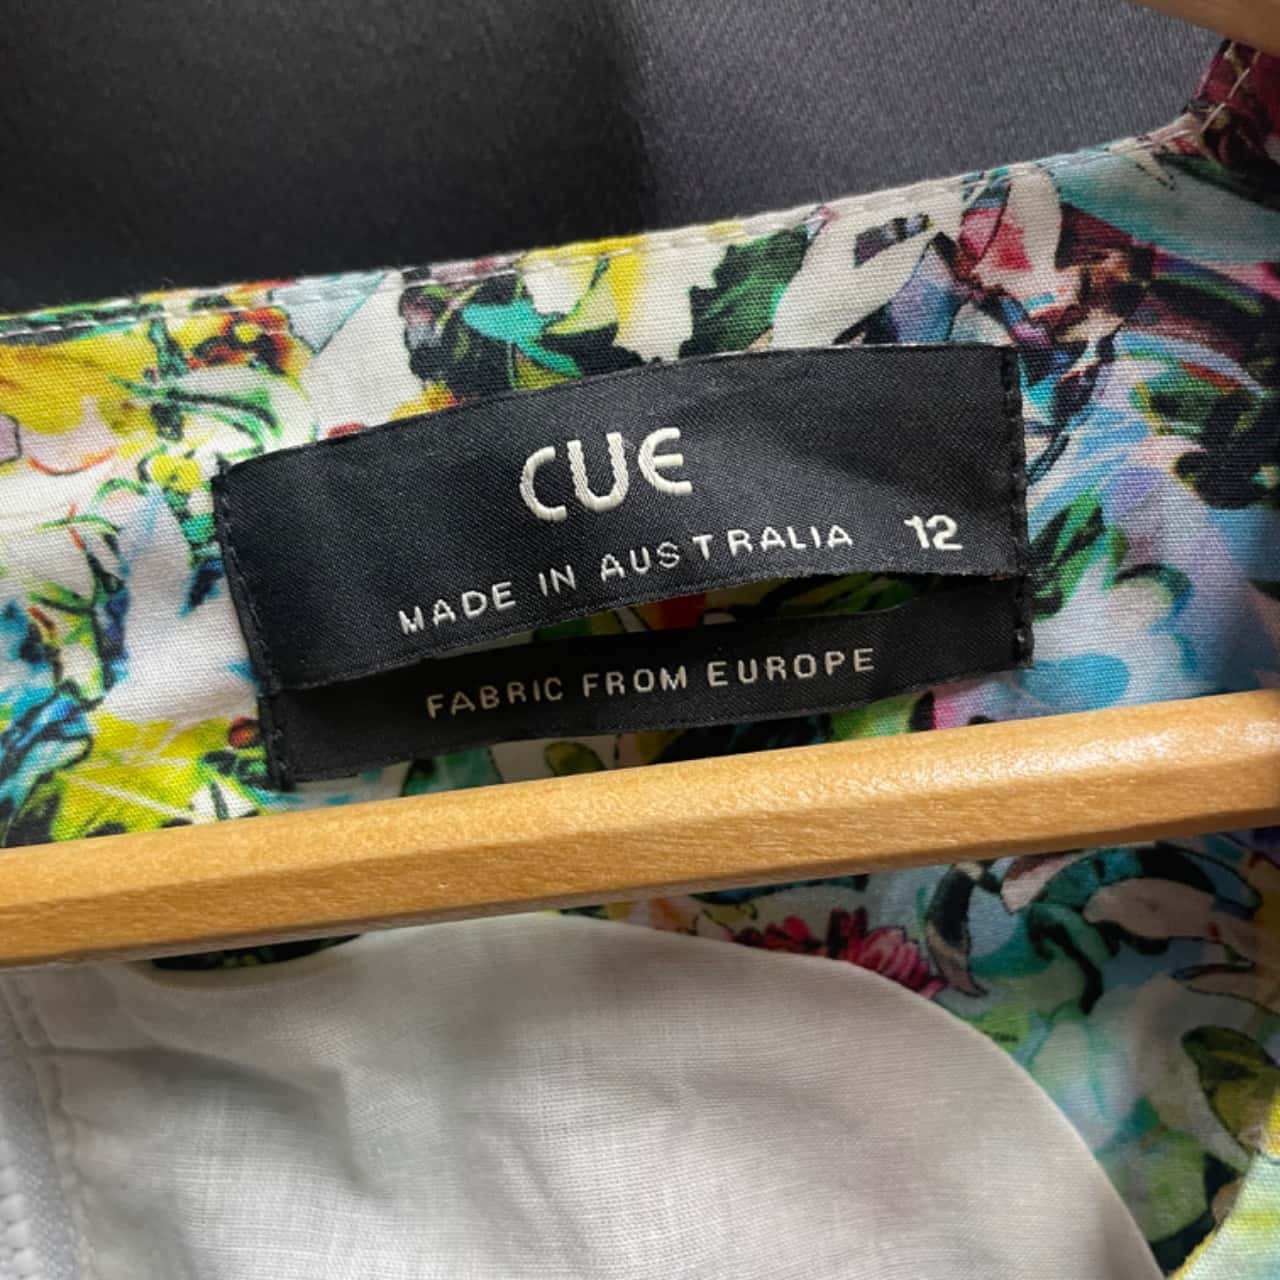 CUE
MADE IN AUSTRALIA 12
FABRIC FROM EUROPE